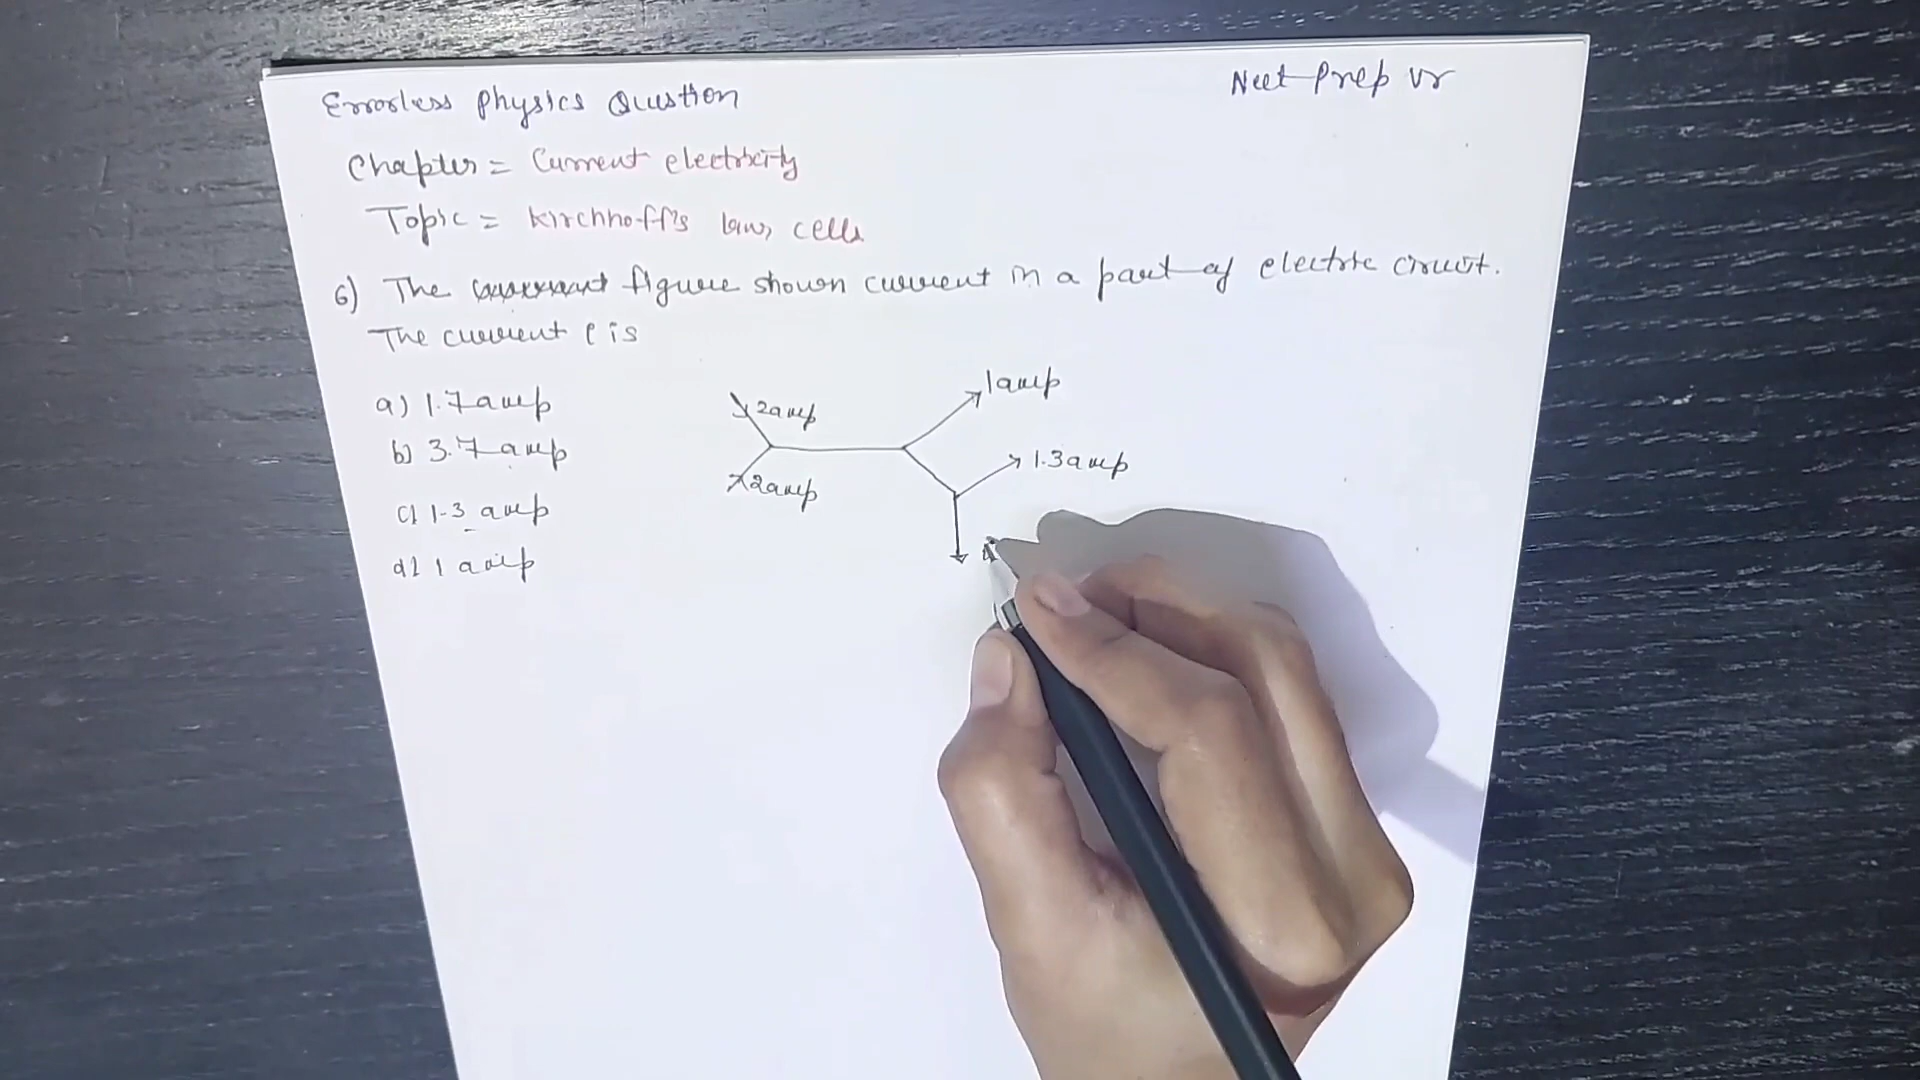 Errorless Physics Question
Neet Prep Vr
Chapter = Current electricity
Topic = Kirchhoff's law, cells
6) The figure shown current in a part of electric circuit.
The current i is
a) 1.7 amp
b) 3.7 amp
c) 1.3 amp
d) 1 amp
2amp
2amp
1amp
1.3amp